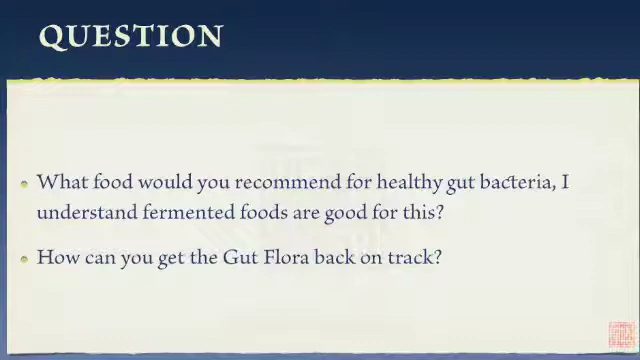 QUESTION
What food would you recommend for healthy gut bacteria, I
understand fermented foods are good for this?
How can you get the Gut Flora back on track?